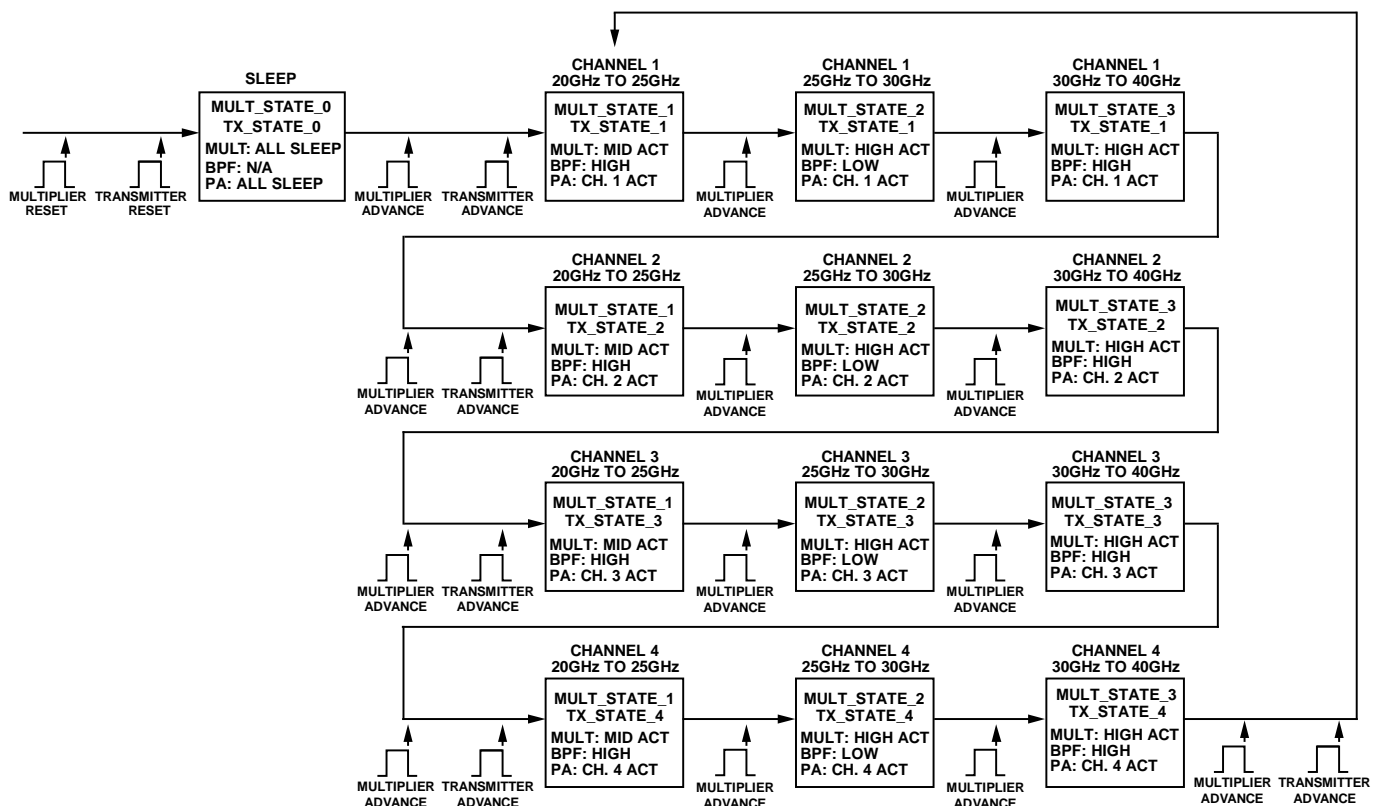 SLEEP
MULT_STATE_0
TX_STATE_0
MULT: ALL SLEEP
BPF: N/A
PA: ALL SLEEP
MULTIPLIER
RESET
TRANSMITTER
RESET
MULTIPLIER
ADVANCE
TRANSMITTER
ADVANCE
CHANNEL 1
20GHz TO 25GHz
MULT_STATE_1
TX_STATE_1
MULT: MID ACT
BPF: HIGH
PA: CH. 1 ACT
MULTIPLIER
ADVANCE
CHANNEL 1
25GHz TO 30GHz
MULT_STATE_2
TX_STATE_1
MULT: HIGH ACT
BPF: LOW
PA: CH. 1 ACT
MULTIPLIER
ADVANCE
CHANNEL 1
30GHz TO 40GHz
MULT_STATE_3
TX_STATE_1
MULT: HIGH ACT
BPF: HIGH
PA: CH. 1 ACT
MULTIPLIER
ADVANCE
TRANSMITTER
ADVANCE
CHANNEL 2
20GHz TO 25GHz
MULT_STATE_1
TX_STATE_2
MULT: MID ACT
BPF: HIGH
PA: CH. 2 ACT
MULTIPLIER
ADVANCE
CHANNEL 2
25GHz TO 30GHz
MULT_STATE_2
TX_STATE_2
MULT: HIGH ACT
BPF: LOW
PA: CH. 2 ACT
MULTIPLIER
ADVANCE
CHANNEL 2
30GHz TO 40GHz
MULT_STATE_3
TX_STATE_2
MULT: HIGH ACT
BPF: HIGH
PA: CH. 2 ACT
MULTIPLIER
ADVANCE
TRANSMITTER
ADVANCE
CHANNEL 3
20GHz TO 25GHz
MULT_STATE_1
TX_STATE_3
MULT: MID ACT
BPF: HIGH
PA: CH. 3 ACT
MULTIPLIER
ADVANCE
CHANNEL 3
25GHz TO 30GHz
MULT_STATE_2
TX_STATE_3
MULT: HIGH ACT
BPF: LOW
PA: CH. 3 ACT
MULTIPLIER
ADVANCE
CHANNEL 3
30GHz TO 40GHz
MULT_STATE_3
TX_STATE_3
MULT: HIGH ACT
BPF: HIGH
PA: CH. 3 ACT
MULTIPLIER
ADVANCE
TRANSMITTER
ADVANCE
CHANNEL 4
20GHz TO 25GHz
MULT_STATE_1
TX_STATE_4
MULT: MID ACT
BPF: HIGH
PA: CH. 4 ACT
MULTIPLIER
ADVANCE
CHANNEL 4
25GHz TO 30GHz
MULT_STATE_2
TX_STATE_4
MULT: HIGH ACT
BPF: LOW
PA: CH. 4 ACT
MULTIPLIER
ADVANCE
CHANNEL 4
30GHz TO 40GHz
MULT_STATE_3
TX_STATE_4
MULT: HIGH ACT
BPF: HIGH
PA: CH. 4 ACT
MULTIPLIER
ADVANCE
TRANSMITTER
ADVANCE